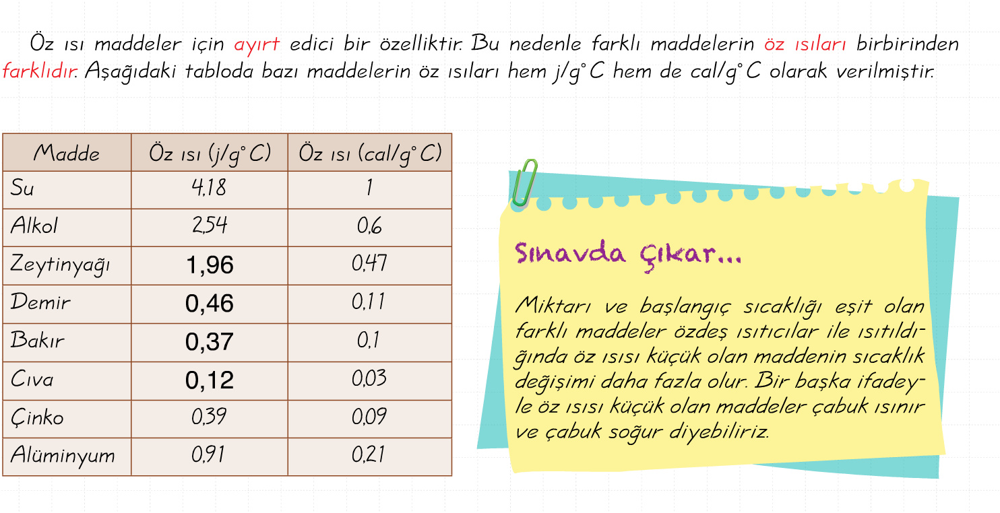 Öz ısı maddeler için ayırt edici bir özelliktir. Bu nedenle farklı maddelerin öz ısıları birbirinden
farklıdır. Aşağıdaki tabloda bazı maddelerin öz ısıları hem j/g°C hem de cal/g°C olarak verilmiştir.
Madde Öz ısı (j/g°C) Öz ısı (cal/g°C)
Su 4,18 1
Alkol 2,54 0,6
Zeytinyağı 1,96 0,47
Demir 0,46 0,11
Bakır 0,37 0,1
Cıva 0,12 0,03
Çinko 0,39 0,09
Alüminyum 0,91 0,21
Sınavda Çıkar...
Miktarı ve başlangıç sıcaklığı eşit olan
farklı maddeler özdeş ısıtıcılar ile ısıtıldı-
ğında öz ısısı küçük olan maddenin sıcaklık
değişimi daha fazla olur. Bir başka ifadey-
le öz ısısı küçük olan maddeler çabuk ısınır
ve çabuk soğur diyebiliriz.